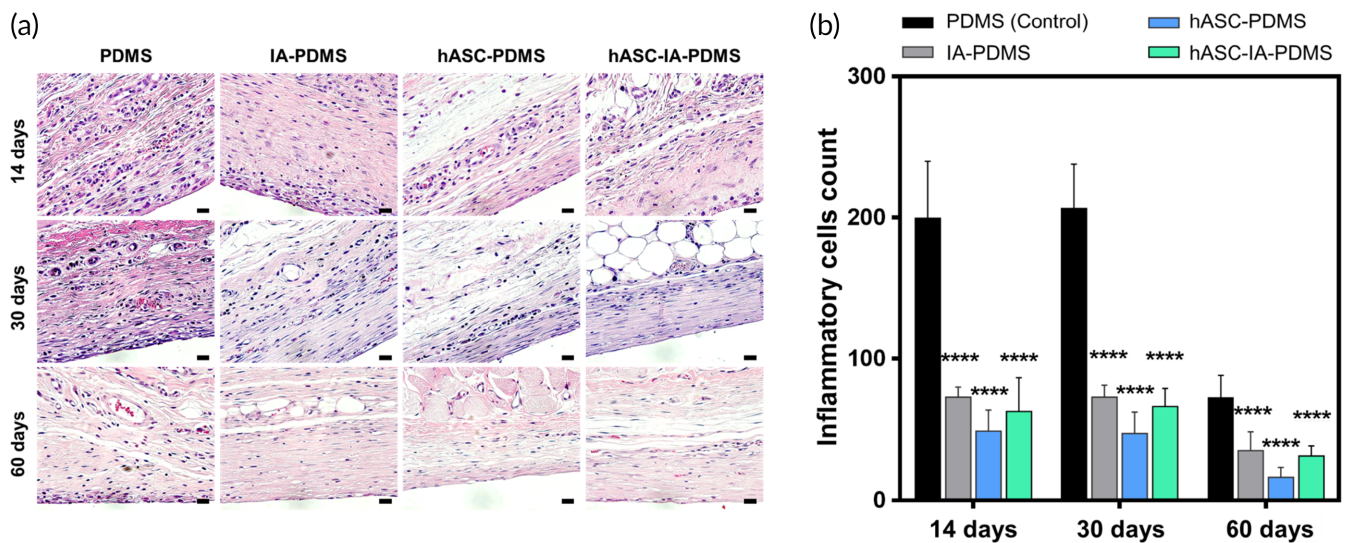 (a)
PDMS IA-PDMS hASC-PDMS hASC-IA-PDMS
14 days
30 days
60 days
(b)
PDMS (Control) hASC-PDMS
IA-PDMS hASC-IA-PDMS
Inflammatory cells count
300
200
100
0
**** **** ****
**** **** ****
**** **** ****
14 days 30 days 60 days